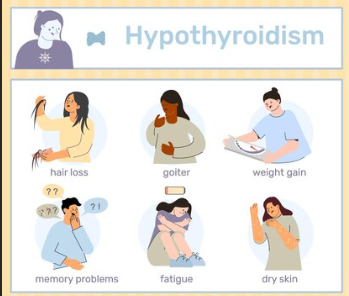 Hypothyroidism
hair loss
goiter
weight gain
? ?
? ? ?
? !
memory problems
fatigue
dry skin